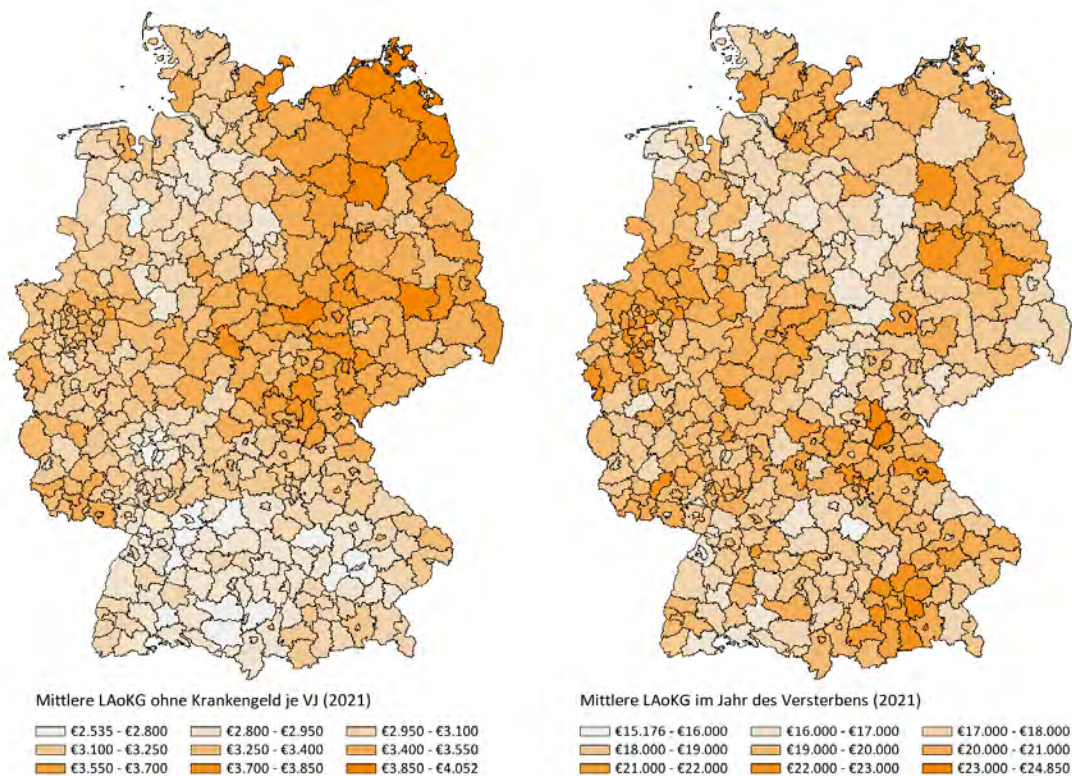 Mittlere LAoKG ohne Krankengeld je VJ (2021)
€2.535 - €2.800 €2.800 - €2.950 €2.950 - €3.100
€3.100 - €3.250 €3.250 - €3.400 €3.400 - €3.550
€3.550 - €3.700 €3.700 - €3.850 €3.850 - €4.052
Mittlere LAoKG im Jahr des Versterbens (2021)
€15.176 - €16.000 €16.000 - €17.000 €17.000 - €18.000
€18.000 - €19.000 €19.000 - €20.000 €20.000 - €21.000
€21.000 - €22.000 €22.000 - €23.000 €23.000 - €24.850